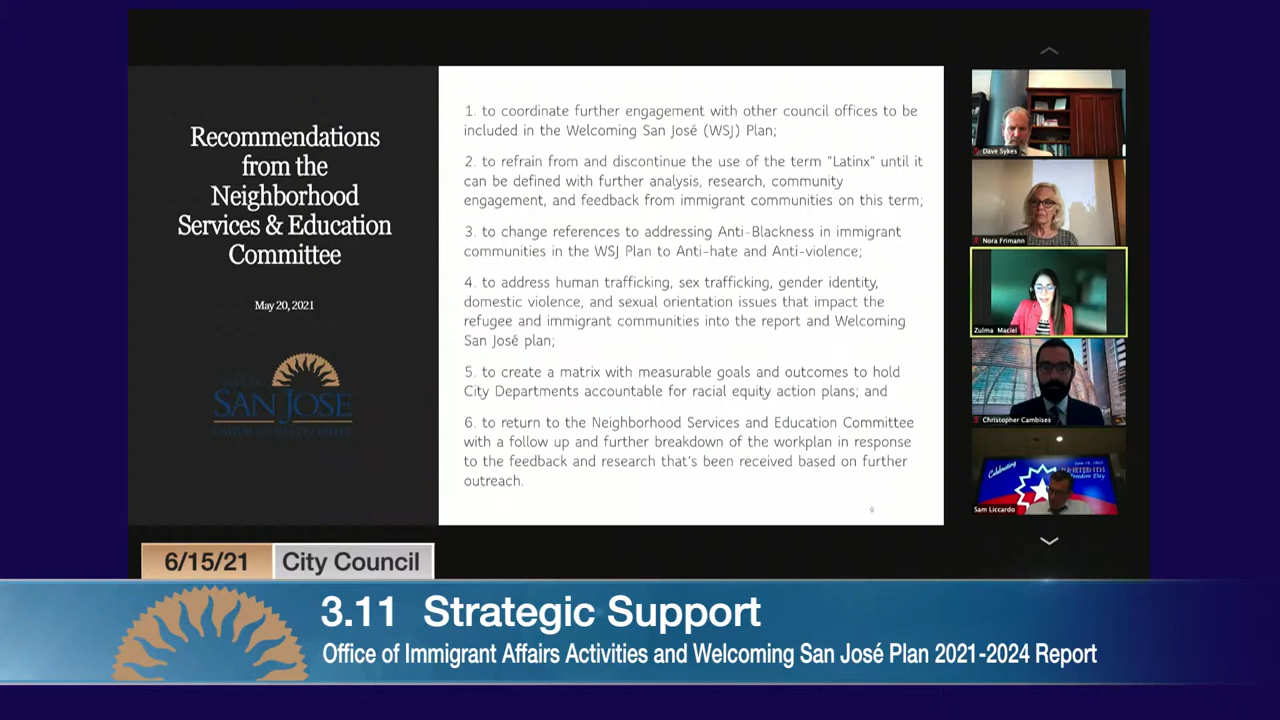 Recommendations
from the
Neighborhood
Services & Education
Committee
May 20, 2021
SAN JOSE
1. to coordinate further engagement with other council offices to be
included in the Welcoming San José (WSJ) Plan;
2. to refrain from and discontinue the use of the term “Latinx” until it
can be defined with further analysis, research, community
engagement, and feedback from immigrant communities on this term;
3. to change references to addressing Anti-Blackness in immigrant
communities in the WSJ Plan to Anti-hate and Anti-violence;
4. to address human trafficking, sex trafficking, gender identity,
domestic violence, and sexual orientation issues that impact the
refugee and immigrant communities into the report and Welcoming
San José plan;
5. to create a matrix with measurable goals and outcomes to hold
City Departments accountable for racial equity action plans; and
6. to return to the Neighborhood Services and Education Committee
with a follow up and further breakdown of the workplan in response
to the feedback and research that’s been received based on further
outreach.
9
Dave Sykes
Nora Frimann
Zulma Maciel
Christopher Cambises
Celebrating
June 19, 1865
Freedom Day
Sam Liccardo
6/15/21
City Council
3.11 Strategic Support
Office of Immigrant Affairs Activities and Welcoming San José Plan 2021-2024 Report